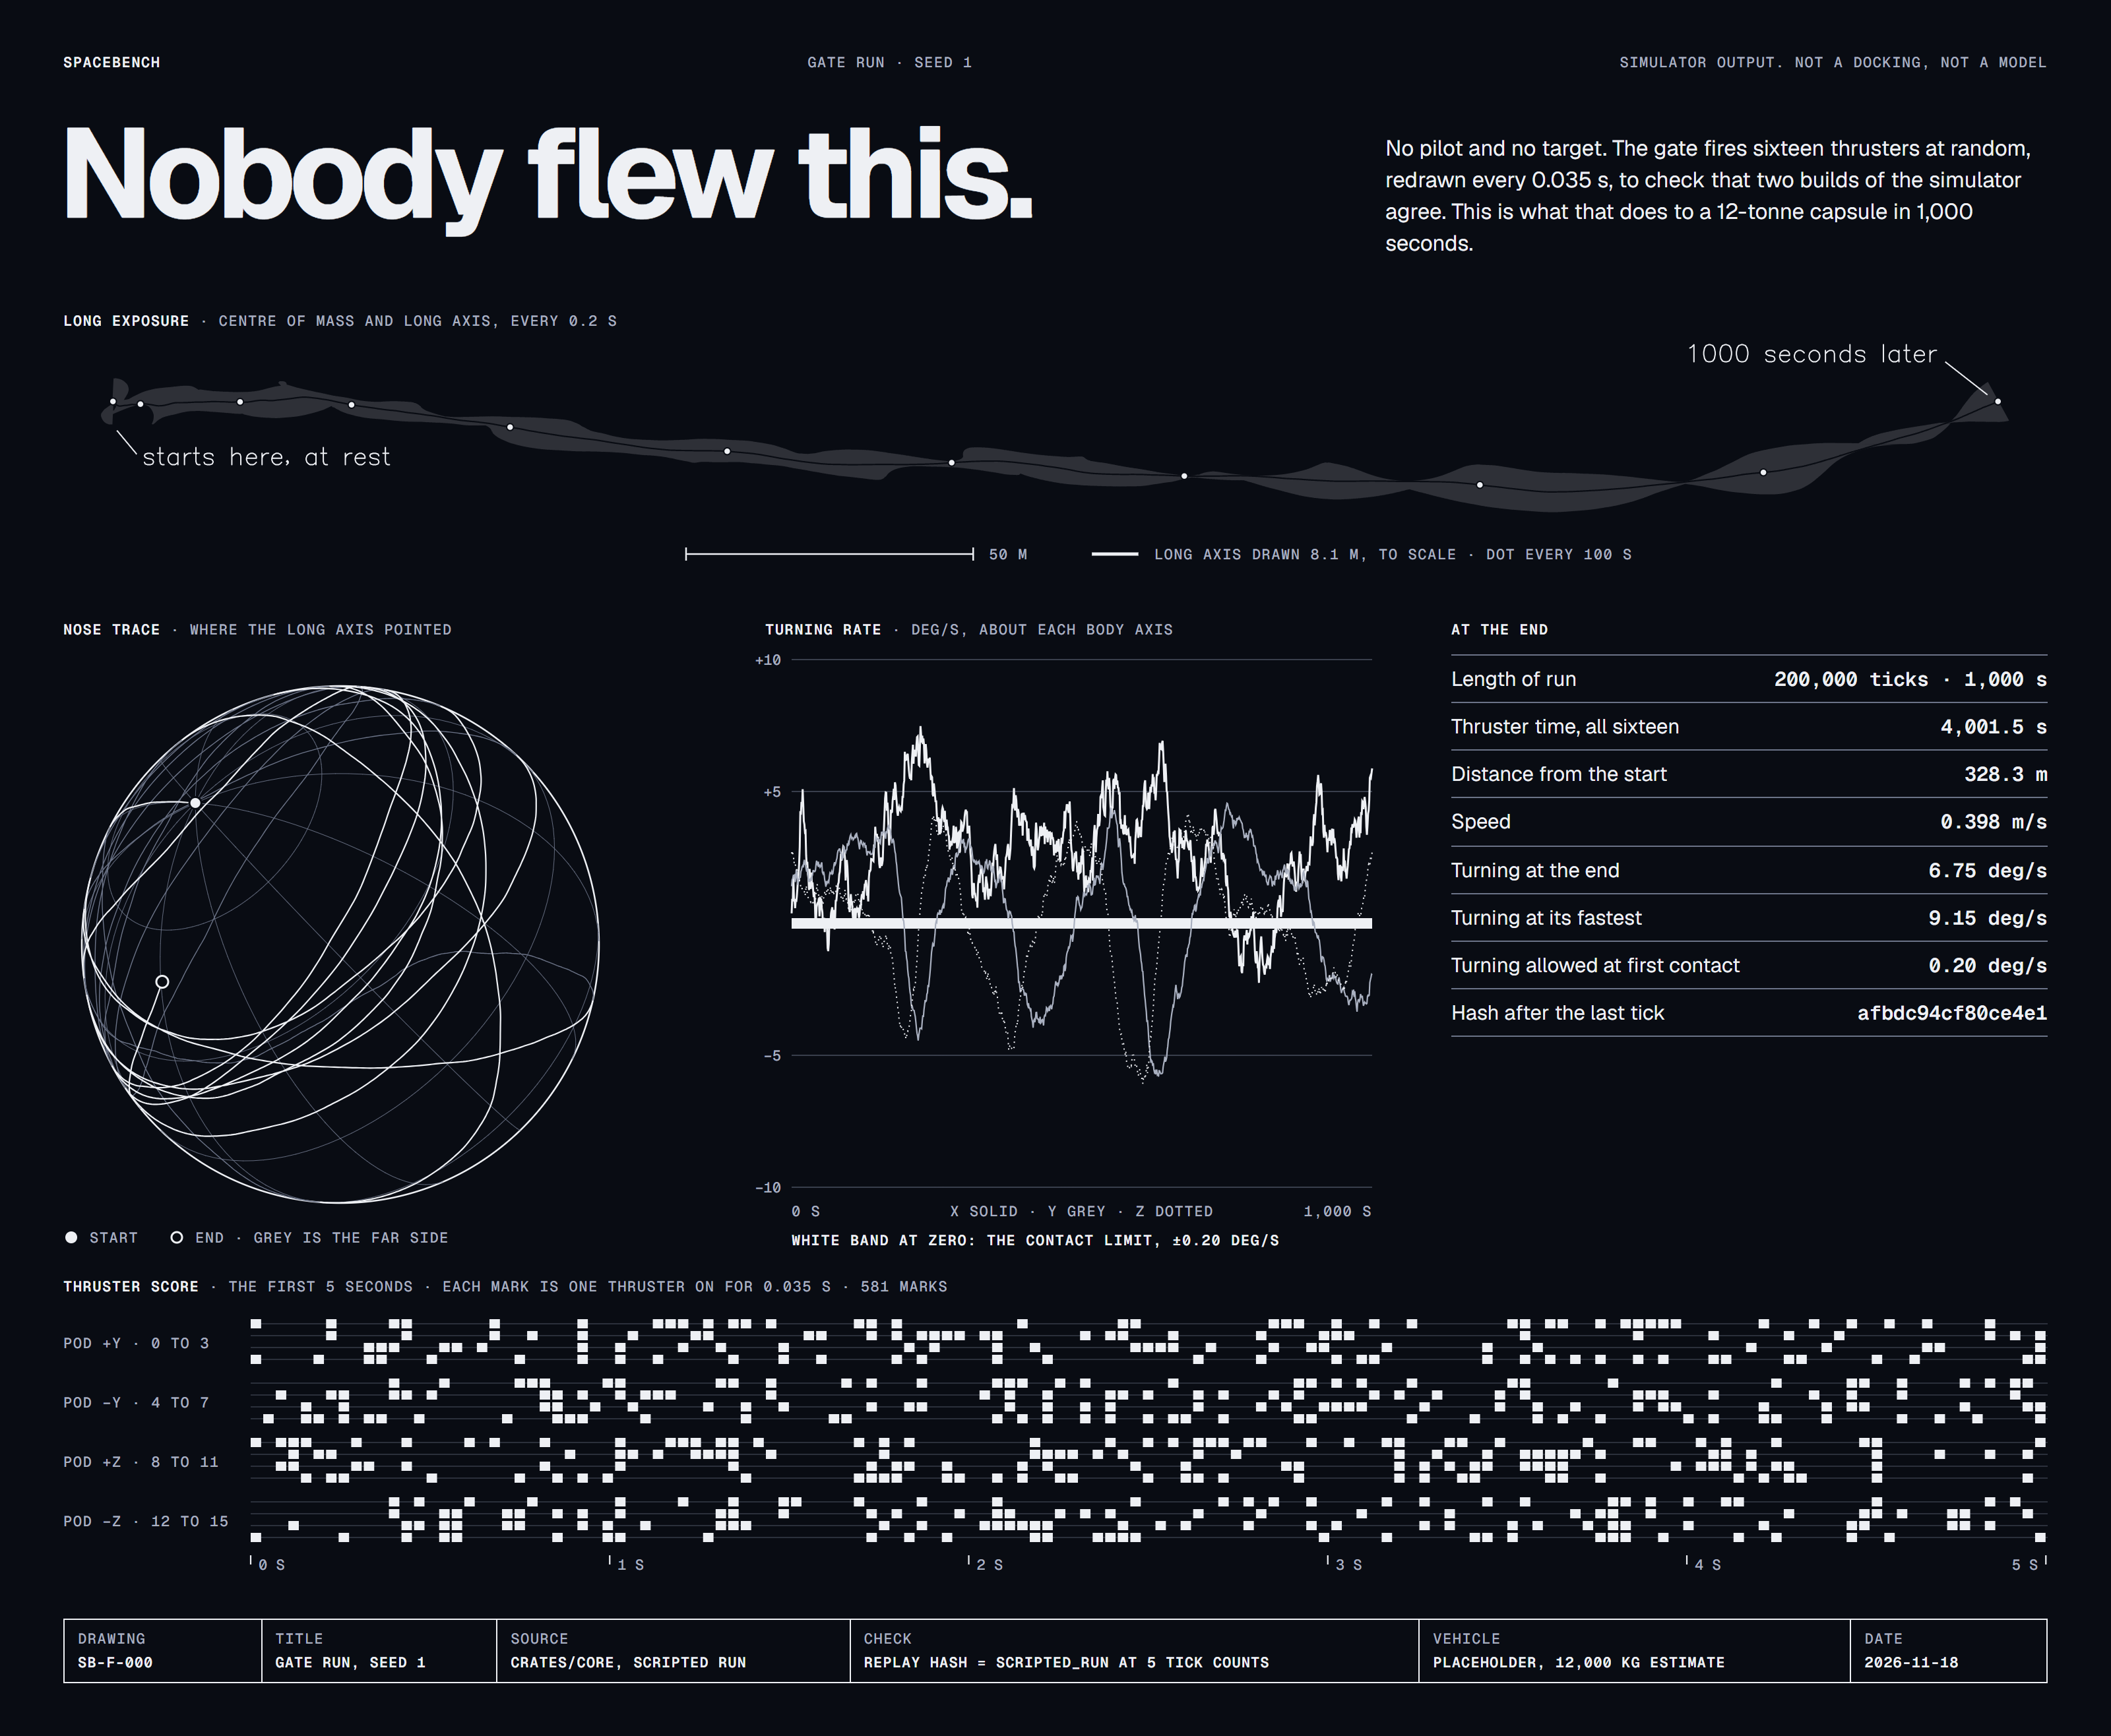 SPACEBENCH
GATE RUN · SEED 1
SIMULATOR OUTPUT. NOT A DOCKING, NOT A MODEL
Nobody flew this.
No pilot and no target. The gate fires sixteen thrusters at random,
redrawn every 0.035 s, to check that two builds of the simulator
agree. This is what that does to a 12-tonne capsule in 1,000
seconds.
LONG EXPOSURE · CENTRE OF MASS AND LONG AXIS, EVERY 0.2 S
1000 seconds later
starts here, at rest
50 M
LONG AXIS DRAWN 8.1 M, TO SCALE · DOT EVERY 100 S
NOSE TRACE · WHERE THE LONG AXIS POINTED
START
END · GREY IS THE FAR SIDE
TURNING RATE · DEG/S, ABOUT EACH BODY AXIS
+10
+5
−5
−10
0 S
X SOLID · Y GREY · Z DOTTED
1,000 S
WHITE BAND AT ZERO: THE CONTACT LIMIT, ±0.20 DEG/S
AT THE END
Length of run 200,000 ticks · 1,000 s
Thruster time, all sixteen 4,001.5 s
Distance from the start 328.3 m
Speed 0.398 m/s
Turning at the end 6.75 deg/s
Turning at its fastest 9.15 deg/s
Turning allowed at first contact 0.20 deg/s
Hash after the last tick afbdc94cf80ce4e1
THRUSTER SCORE · THE FIRST 5 SECONDS · EACH MARK IS ONE THRUSTER ON FOR 0.035 S · 581 MARKS
POD +Y · 0 TO 3
POD −Y · 4 TO 7
POD +Z · 8 TO 11
POD −Z · 12 TO 15
0 S
1 S
2 S
3 S
4 S
5 S
DRAWING
SB-F-000
TITLE
GATE RUN, SEED 1
SOURCE
CRATES/CORE, SCRIPTED RUN
CHECK
REPLAY HASH = SCRIPTED_RUN AT 5 TICK COUNTS
VEHICLE
PLACEHOLDER, 12,000 KG ESTIMATE
DATE
2026-11-18